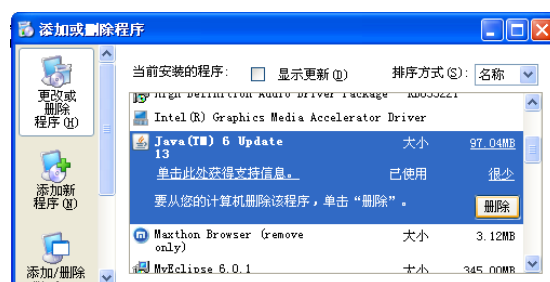 添加或删除程序
当前安装的程序: 显示更新(D) 排序方式(S): 名称
更改或
删除
程序(H)
High Definition Audio Driver Package KB835221
Intel(R) Graphics Media Accelerator Driver
Java(TM) 6 Update
13
大小 97.04MB
单击此处获得支持信息。 已使用 很少
要从您的计算机删除该程序，单击“删除”。 删除
添加新
程序(N)
Maxthon Browser (remove
only)
大小 3.12MB
添加/删除
MyEclipse 6.0.1 大小 345.00MB